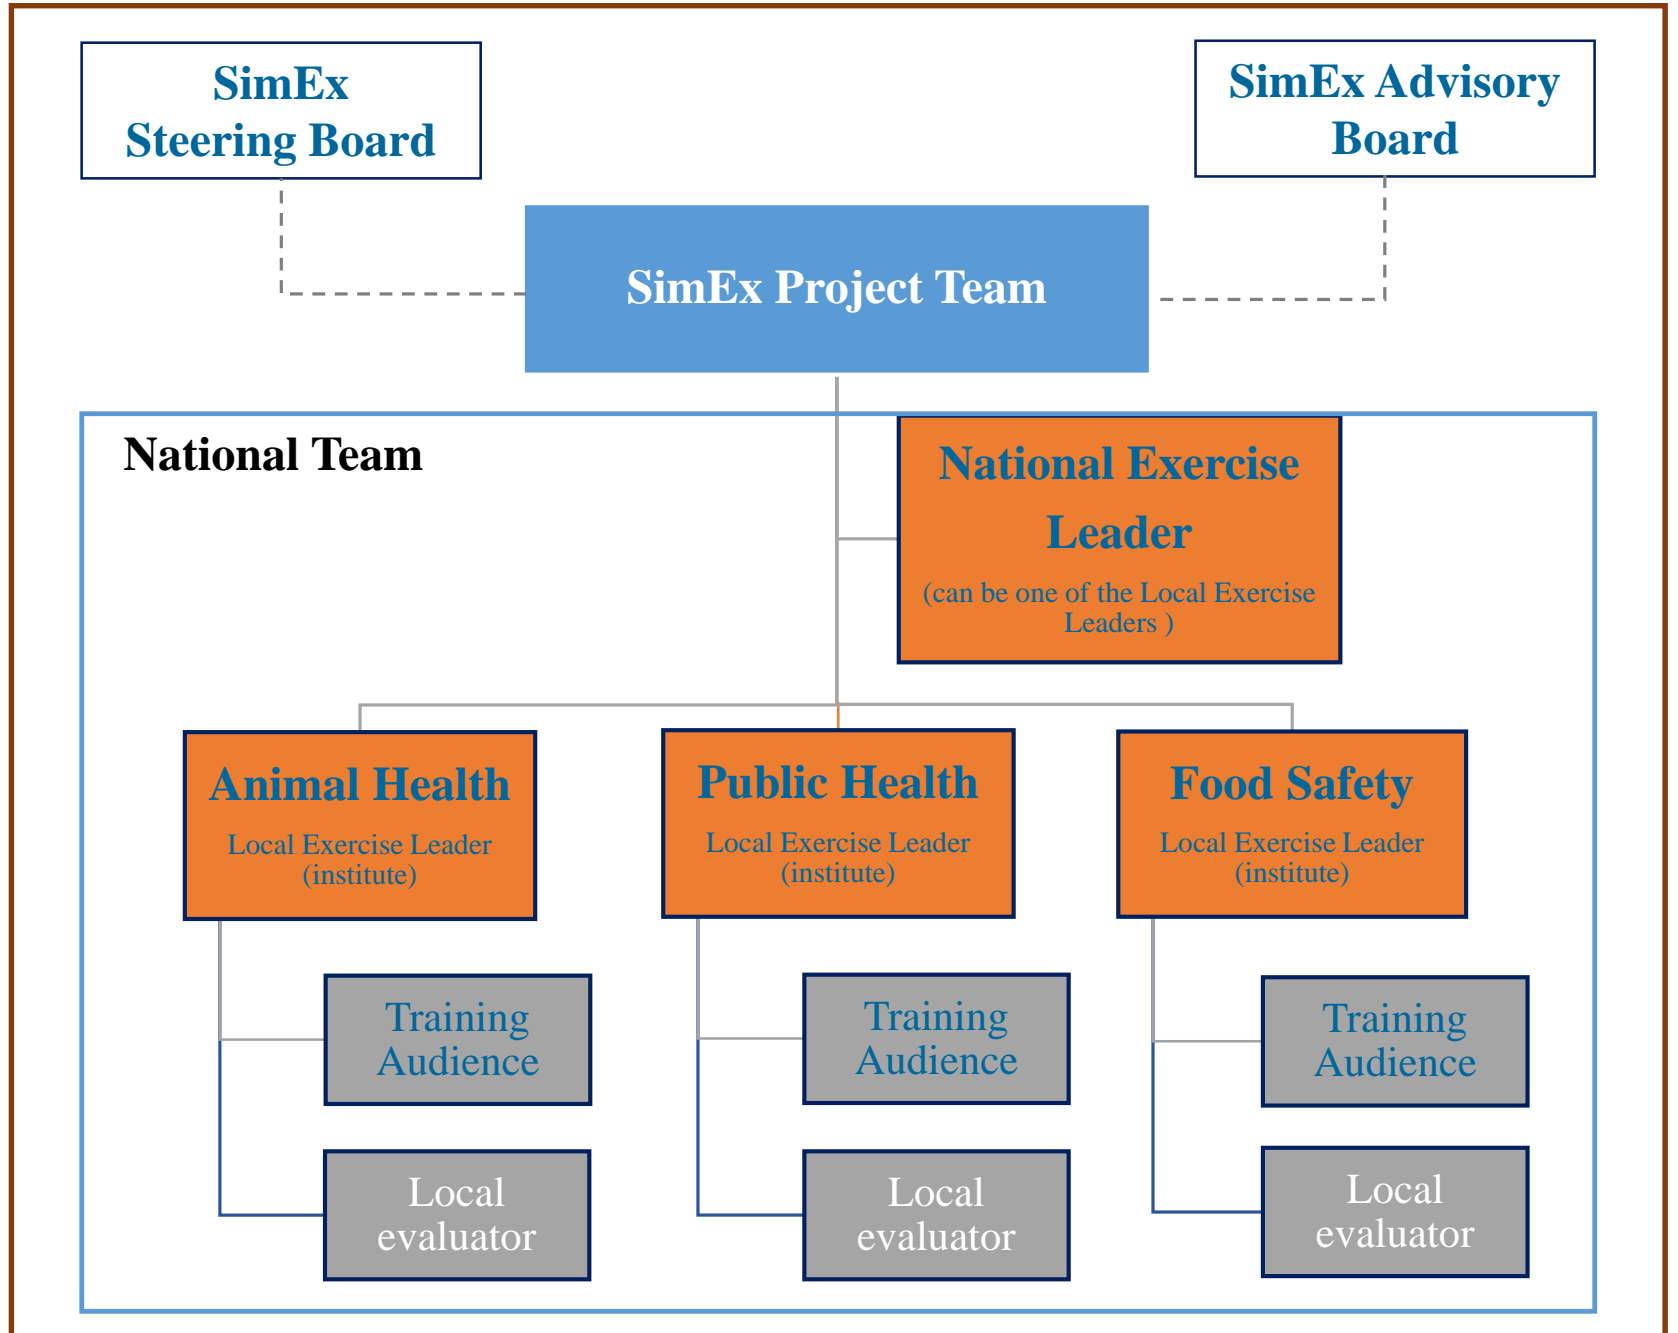 SimEx
Steering Board
SimEx Advisory
Board
SimEx Project Team
National Team
National Exercise
Leader
(can be one of the Local Exercise
Leaders )
Animal Health
Local Exercise Leader
(institute)
Public Health
Local Exercise Leader
(institute)
Food Safety
Local Exercise Leader
(institute)
Training
Audience
Training
Audience
Training
Audience
Local
evaluator
Local
evaluator
Local
evaluator